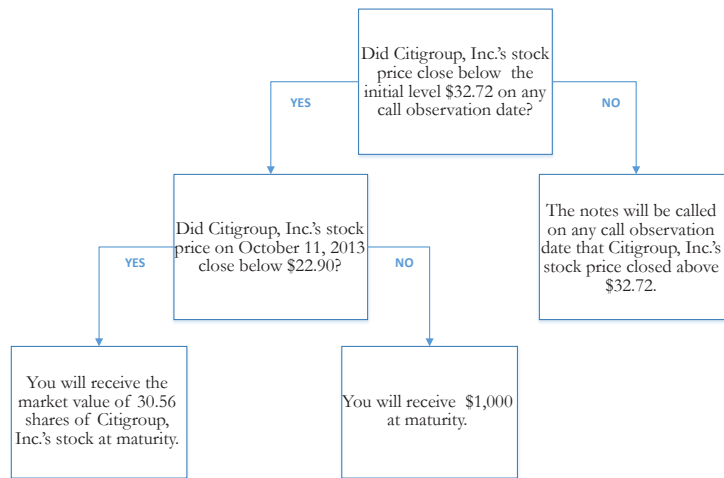 Did Citigroup, Inc.'s stock
price close below the
initial level $32.72 on any
call observation date?
YES
NO
Did Citigroup, Inc.'s stock
price on October 11, 2013
close below $22.90?
The notes will be called
on any call observation
date that Citigroup, Inc.'s
stock price closed above
$32.72.
YES
NO
You will receive the
market value of 30.56
shares of Citigroup,
Inc.'s stock at maturity.
You will receive $1,000
at maturity.